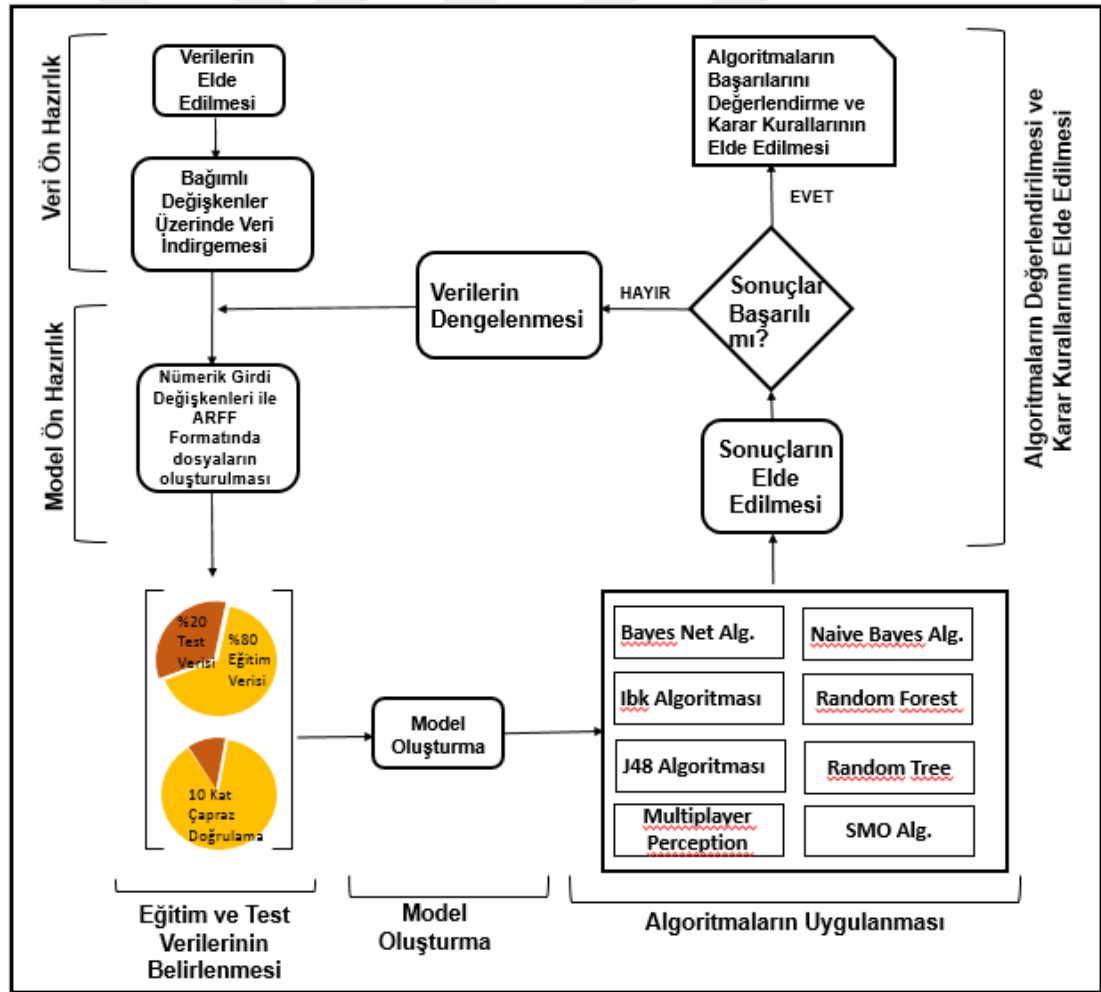 Veri Ön Hazırlık
Verilerin
Elde
Edilmesi
Bağımlı
Değişkenler
Üzerinde Veri
İndirgemesi
Model Ön Hazırlık
Nümerik Girdi
Değişkenleri ile
ARFF
Formatında
dosyaların
oluşturulması
Verilerin
Dengelenmesi
HAYIR
Sonuçlar
Başarılı
mı?
EVET
Algoritmaların
Başarılarını
Değerlendirme ve
Karar Kurallarının
Elde Edilmesi
Sonuçların
Elde
Edilmesi
Algoritmaların Değerlendirilmesi ve
Karar Kurallarının Elde Edilmesi
%20
Test
Verisi
%80
Eğitim
Verisi
10 Kat
Çapraz
Doğrulama
Model
Oluşturma
Bayes Net Alg.
Naive Bayes Alg.
Ibk Algoritması
Random Forest
J48 Algoritması
Random Tree
Multiplayer
Perception
SMO Alg.
Eğitim ve Test
Verilerinin
Belirlenmesi
Model
Oluşturma
Algoritmaların Uygulanması